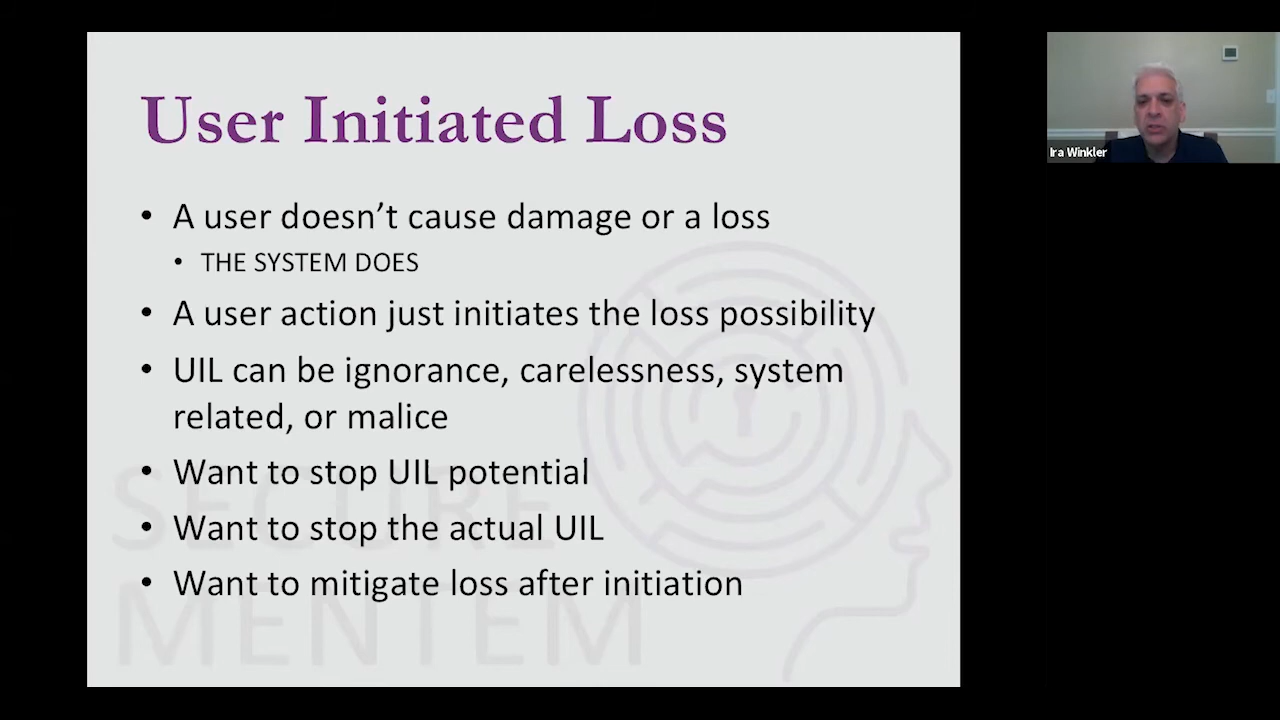 User Initiated Loss
• A user doesn’t cause damage or a loss
• THE SYSTEM DOES
• A user action just initiates the loss possibility
• UIL can be ignorance, carelessness, system
related, or malice
• Want to stop UIL potential
• Want to stop the actual UIL
• Want to mitigate loss after initiation
SECURE
MENTEM
Ira Winkler